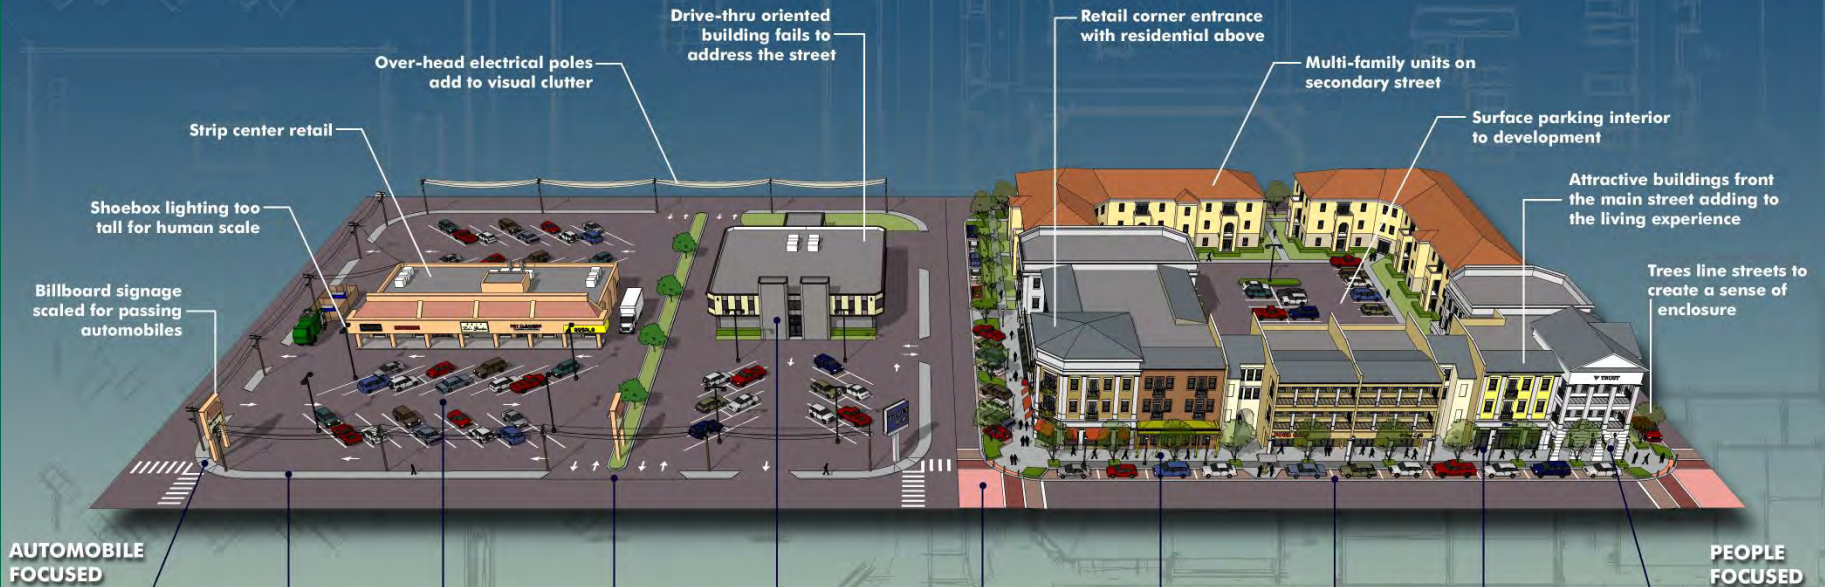 Drive-thru oriented
building fails to
address the street
Retail corner entrance
with residential above
Over-head electrical poles
add to visual clutter
Multi-family units on
secondary street
Strip center retail
Surface parking interior
to development
Shoebox lighting too
tall for human scale
Attractive buildings front
the main street adding to
the living experience
Billboard signage
scaled for passing
automobiles
Trees line streets to
create a sense of
enclosure
TRUST
AUTOMOBILE
FOCUSED
PEOPLE
FOCUSED